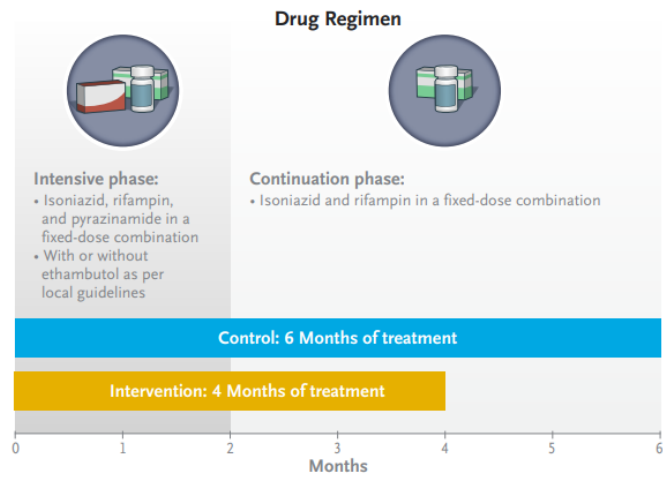 Drug Regimen
Intensive phase:
• Isoniazid, rifampin,
and pyrazinamide in a
fixed-dose combination
• With or without
ethambutol as per
local guidelines
Continuation phase:
• Isoniazid and rifampin in a fixed-dose combination
Control: 6 Months of treatment
Intervention: 4 Months of treatment
0 1 2 3 4 5 6
Months